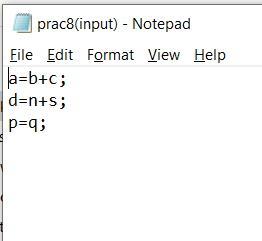 prac8(input) - Notepad
File Edit Format View Help
a=b+c;
d=n+s;
p=q;